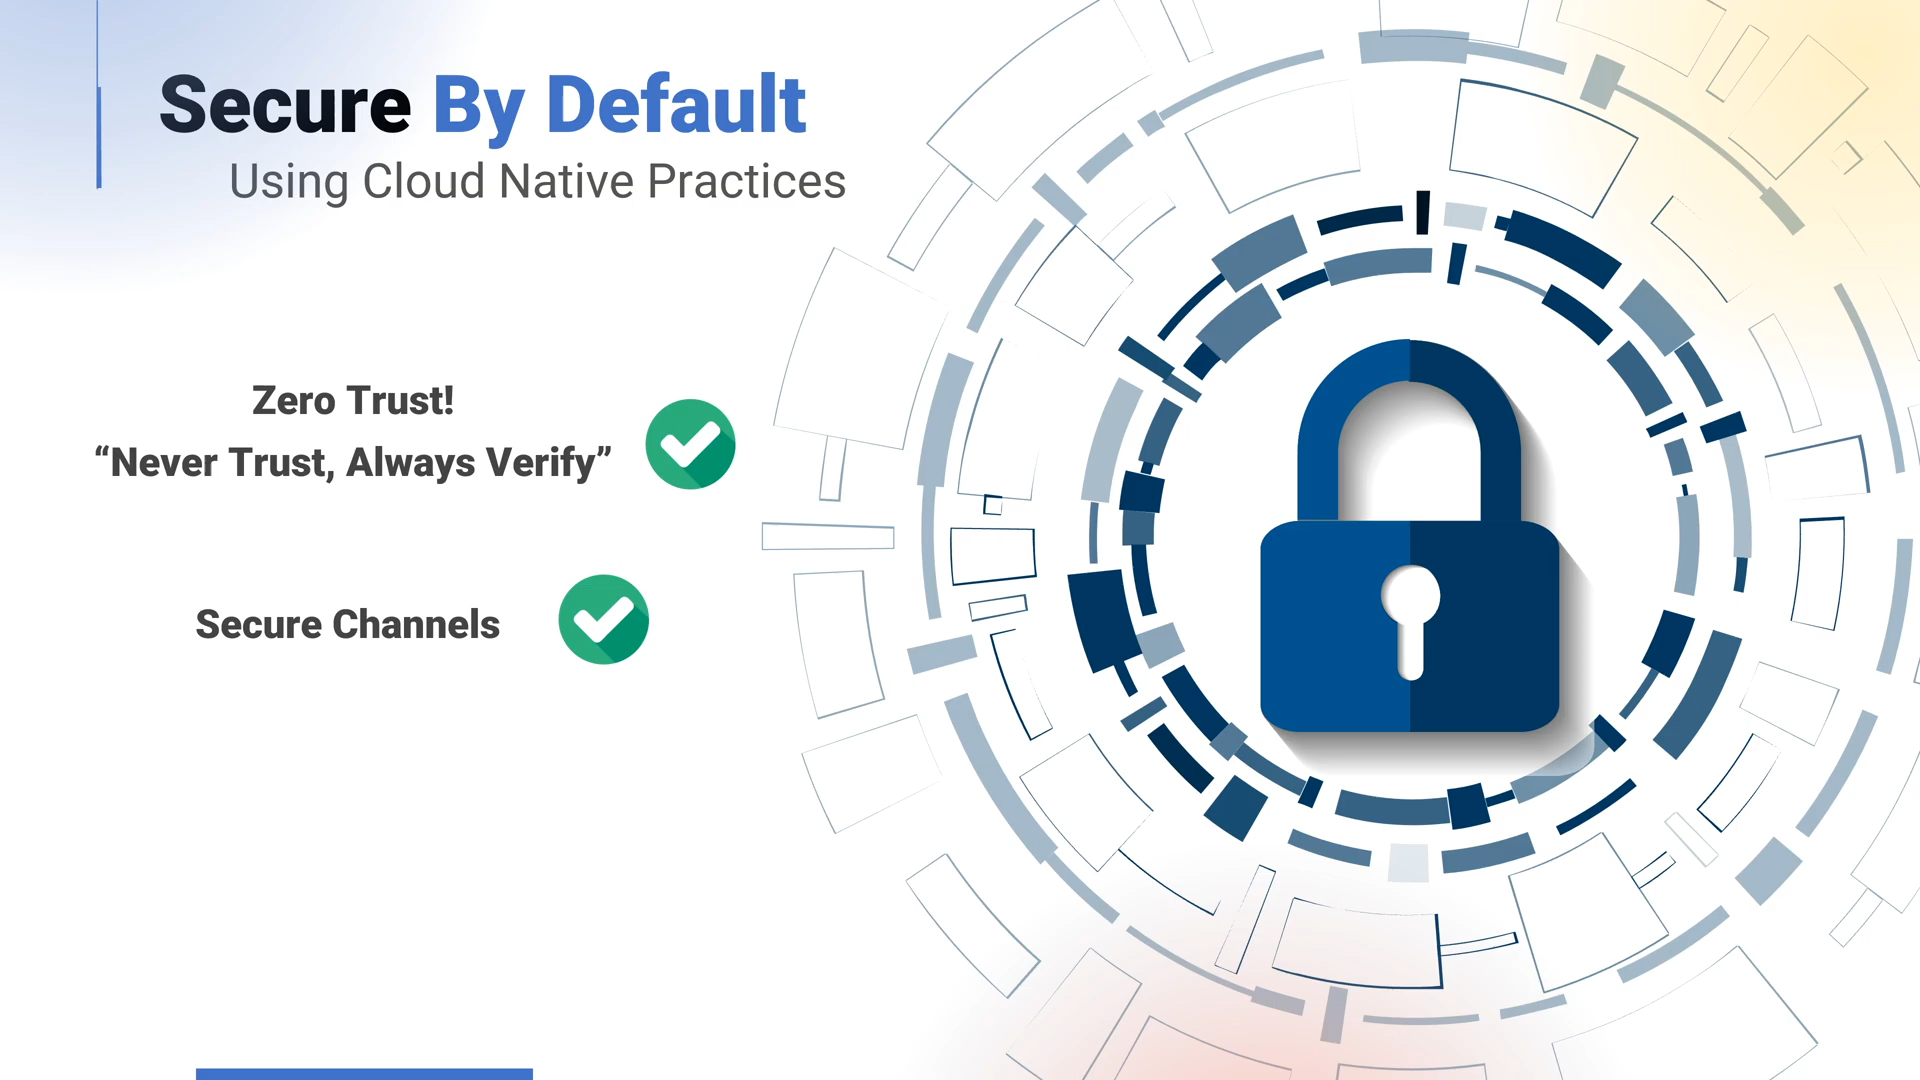 Secure By Default
Using Cloud Native Practices
Zero Trust!
“Never Trust, Always Verify”
Secure Channels